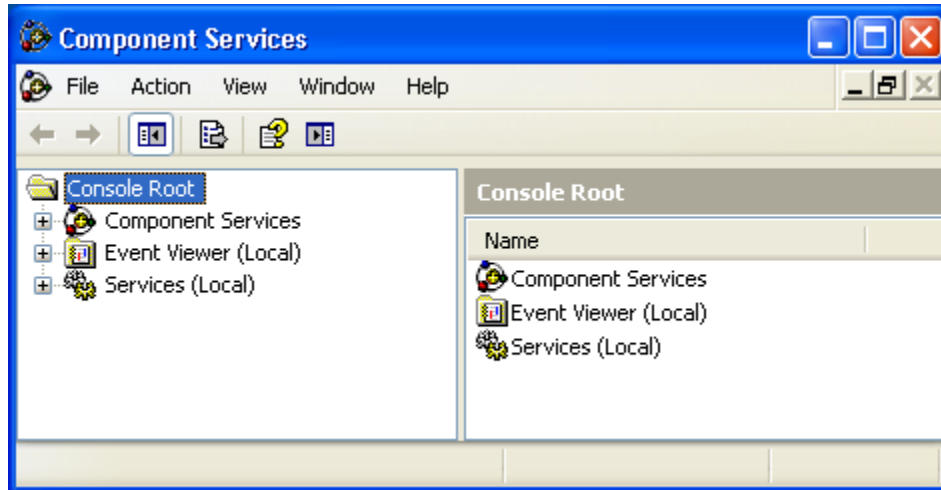 Component Services
File Action View Window Help
Console Root
Component Services
Event Viewer (Local)
Services (Local)
Console Root
Name
Component Services
Event Viewer (Local)
Services (Local)